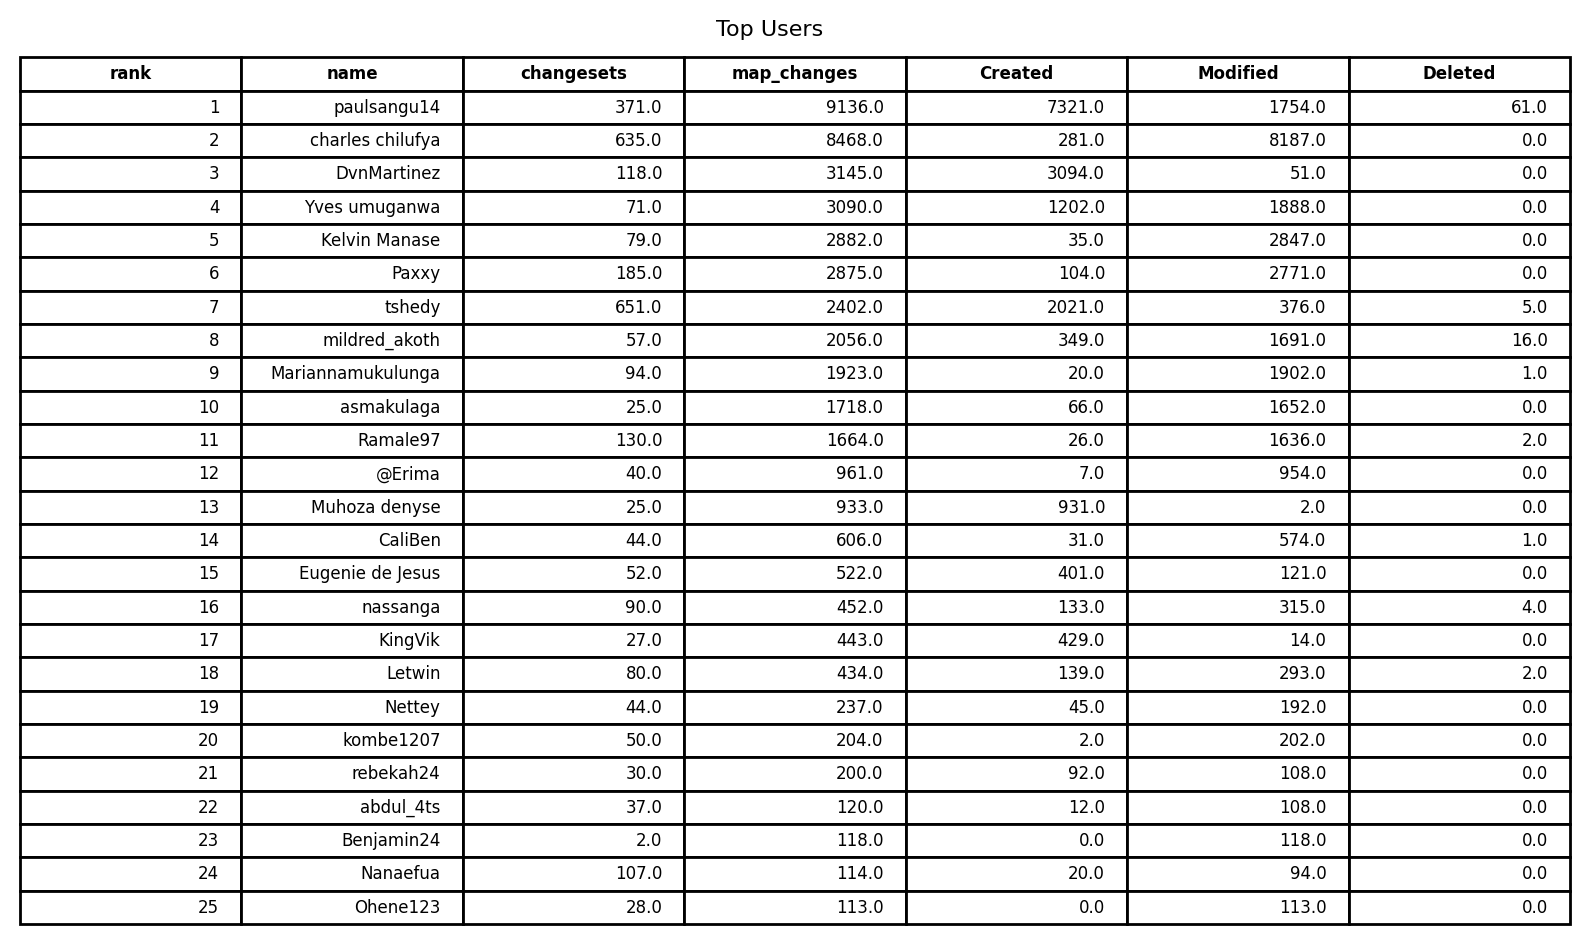 Top Users
rank name changesets map_changes Created Modified Deleted
1 paulsangu14 371.0 9136.0 7321.0 1754.0 61.0
2 charles chilufya 635.0 8468.0 281.0 8187.0 0.0
3 DvnMartinez 118.0 3145.0 3094.0 51.0 0.0
4 Yves umuganwa 71.0 3090.0 1202.0 1888.0 0.0
5 Kelvin Manase 79.0 2882.0 35.0 2847.0 0.0
6 Paxxy 185.0 2875.0 104.0 2771.0 0.0
7 tshedy 651.0 2402.0 2021.0 376.0 5.0
8 mildred_akoth 57.0 2056.0 349.0 1691.0 16.0
9 Mariannamukulunga 94.0 1923.0 20.0 1902.0 1.0
10 asmakulaga 25.0 1718.0 66.0 1652.0 0.0
11 Ramale97 130.0 1664.0 26.0 1636.0 2.0
12 @Erima 40.0 961.0 7.0 954.0 0.0
13 Muhoza denyse 25.0 933.0 931.0 2.0 0.0
14 CaliBen 44.0 606.0 31.0 574.0 1.0
15 Eugenie de Jesus 52.0 522.0 401.0 121.0 0.0
16 nassanga 90.0 452.0 133.0 315.0 4.0
17 KingVik 27.0 443.0 429.0 14.0 0.0
18 Letwin 80.0 434.0 139.0 293.0 2.0
19 Nettey 44.0 237.0 45.0 192.0 0.0
20 kombe1207 50.0 204.0 2.0 202.0 0.0
21 rebekah24 30.0 200.0 92.0 108.0 0.0
22 abdul_4ts 37.0 120.0 12.0 108.0 0.0
23 Benjamin24 2.0 118.0 0.0 118.0 0.0
24 Nanaefua 107.0 114.0 20.0 94.0 0.0
25 Ohene123 28.0 113.0 0.0 113.0 0.0